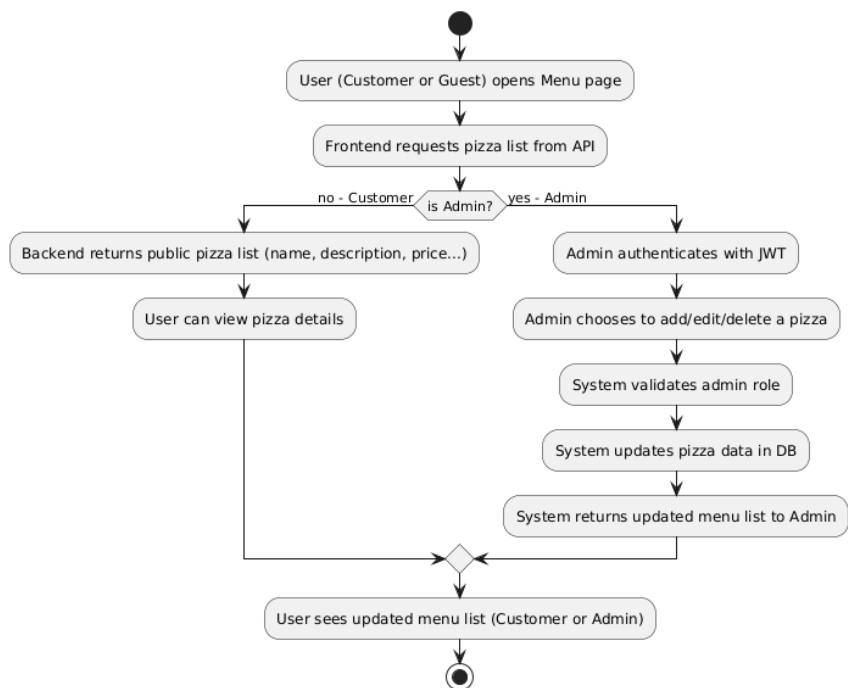 User (Customer or Guest) opens Menu page
Frontend requests pizza list from API
no - Customer
is Admin?
yes - Admin
Backend returns public pizza list (name, description, price...)
User can view pizza details
Admin authenticates with JWT
Admin chooses to add/edit/delete a pizza
System validates admin role
System updates pizza data in DB
System returns updated menu list to Admin
User sees updated menu list (Customer or Admin)